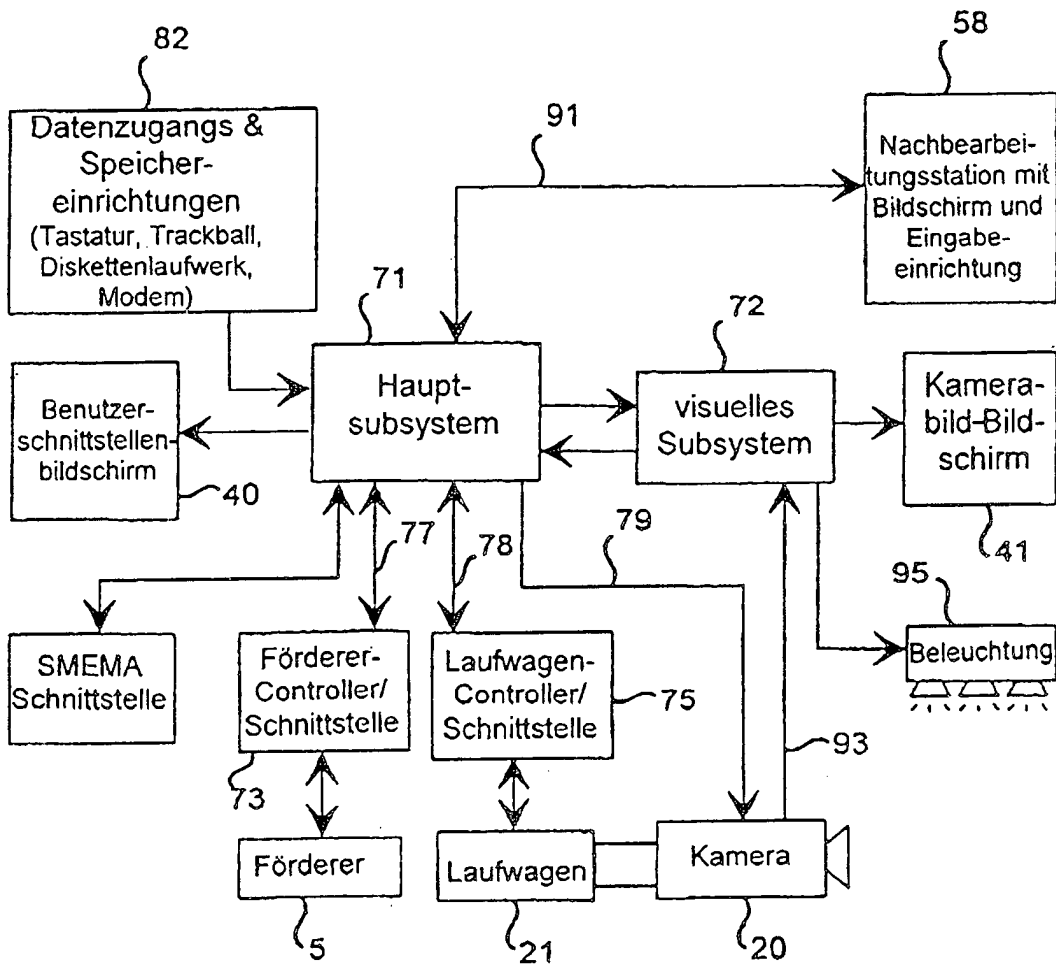 82
58
Datenzugangs &
Speicher-
einrichtungen
(Tastatur, Trackball,
Diskettenlaufwerk,
Modem)
91
Nachbearbei-
tungsstation mit
Bildschirm und
Eingabe-
einrichtung
71
72
Haupt-
subsystem
visuelles
Subsystem
Kamera-
bild-Bild-
schirm
Benutzer-
schnittstellen-
bildschirm
40
77
78
79
41
95
SMEMA
Schnittstelle
Förderer-
Controller/
Schnittstelle
Laufwagen-
Controller/
Schnittstelle
75
Beleuchtung
73
93
Förderer
Laufwagen
Kamera
5
21
20